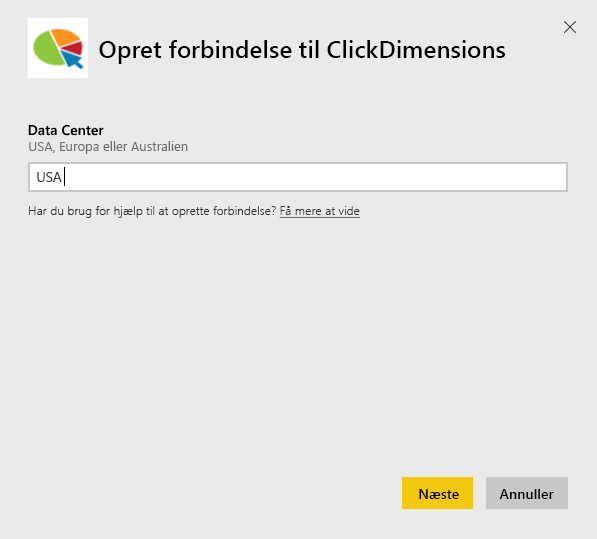 Opret forbindelse til ClickDimensions
Data Center
USA, Europa eller Australien
USA
Har du brug for hjælp til at oprette forbindelse? Få mere at vide
Næste
Annuller